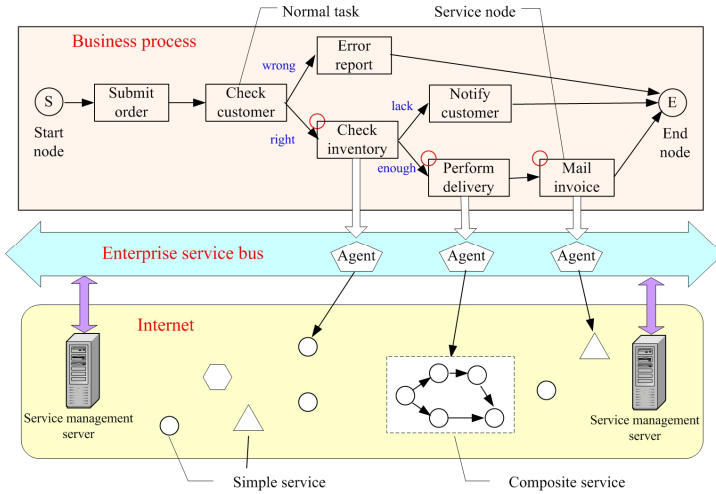 Normal task
Service node
Business process
Error
report
wrong
S
Submit
order
Check
customer
lack
Notify
customer
E
Start
node
right
Check
inventory
End
node
enough
Perform
delivery
Mail
invoice
Enterprise service bus
Agent
Agent
Agent
Internet
Service management
server
Service management
server
Simple service
Composite service